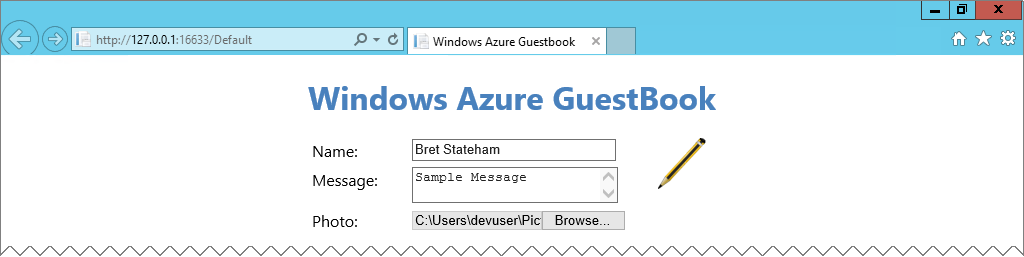 http://127.0.0.1:16633/Default
Windows Azure Guestbook
Windows Azure GuestBook
Name: Bret Stateham
Message: Sample Message
Photo: C:\Users\devuser\Pic Browse...